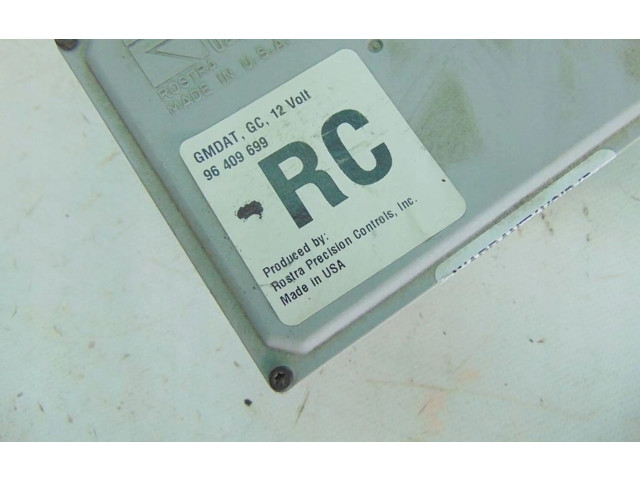 ROSTRA
MADE IN U.S.A.
GMDAT, GC, 12 Volt
96 409 699
RC
Produced by:
Rostra Precision Controls, Inc.
Made in USA